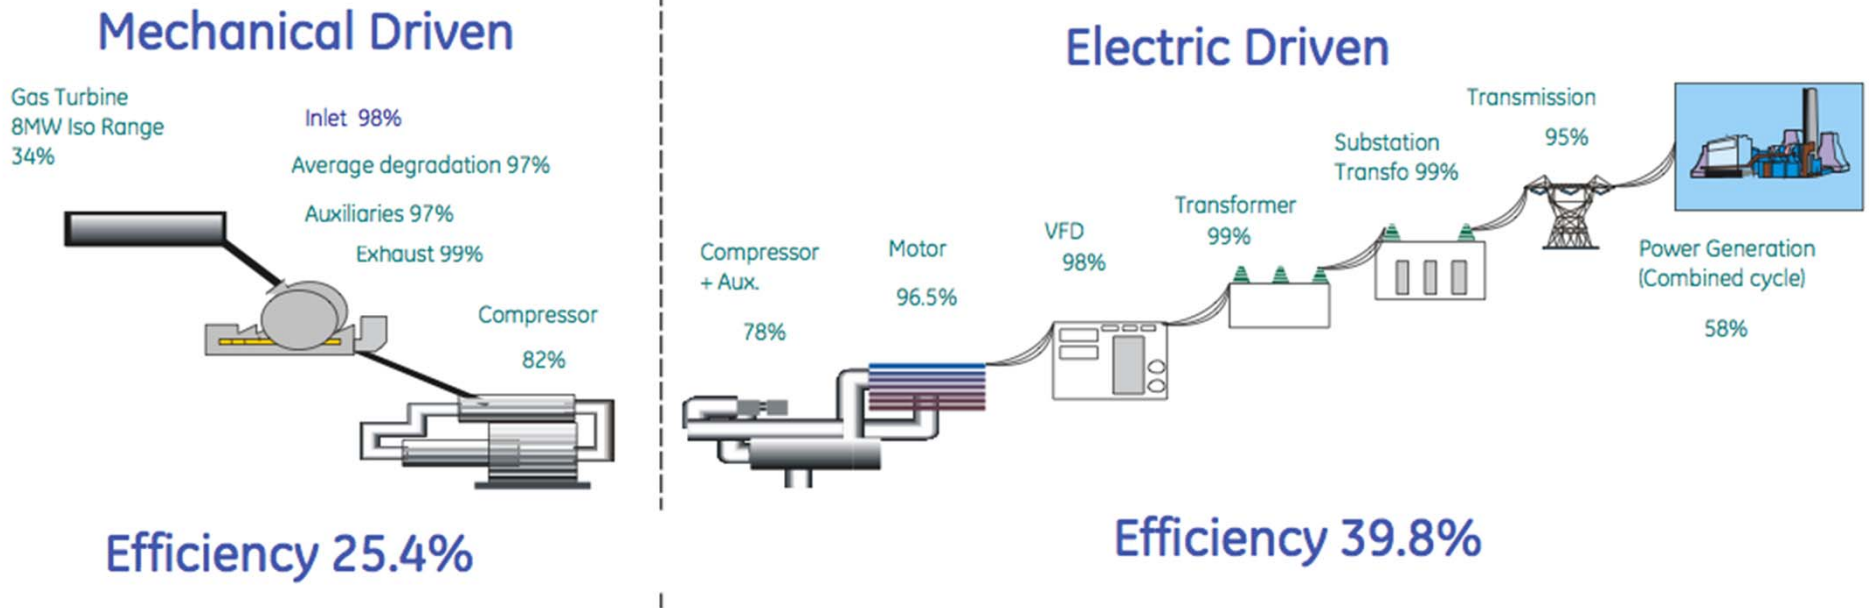 Mechanical Driven
Gas Turbine
8MW Iso Range
34%
Inlet 98%
Average degradation 97%
Auxiliaries 97%
Exhaust 99%
Compressor
82%
Efficiency 25.4%
Electric Driven
Compressor
+ Aux.
78%
Motor
96.5%
VFD
98%
Transformer
99%
Substation
Transfo 99%
Transmission
95%
Power Generation
(Combined cycle)
58%
Efficiency 39.8%